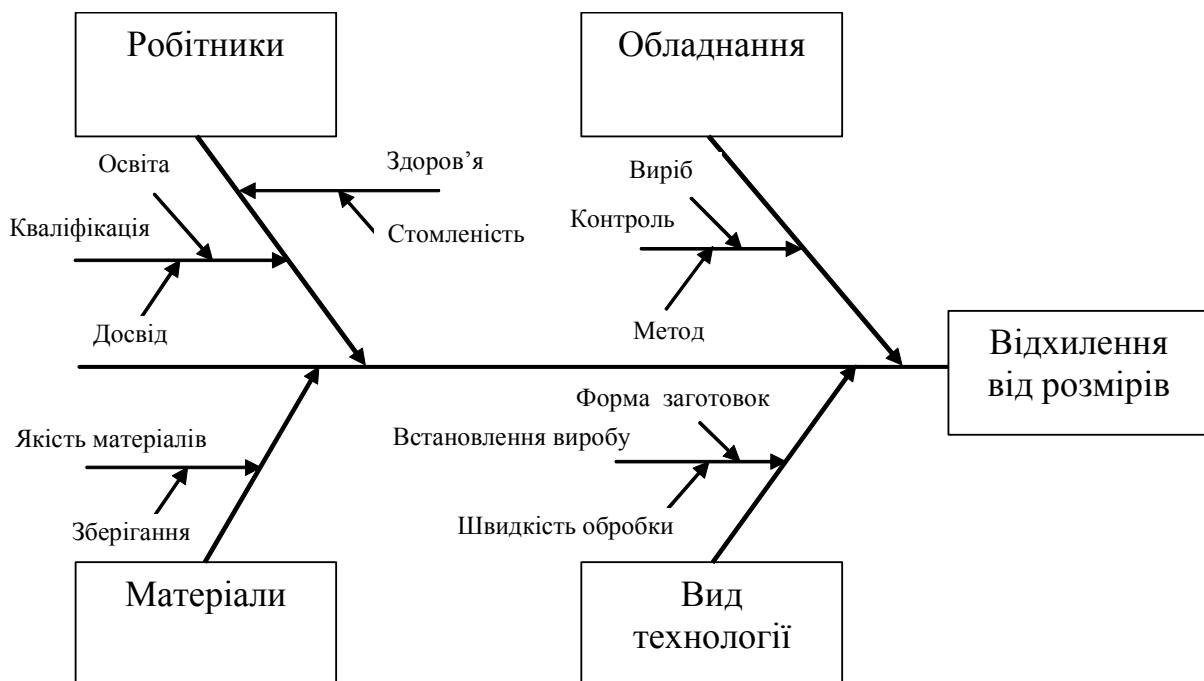 Робітники
Обладнання
Освіта
Здоров’я
Виріб
Кваліфікація
Стомленість
Контроль
Досвід
Метод
Відхилення
від розмірів
Форма заготовок
Якість матеріалів
Встановлення виробу
Зберігання
Швидкість обробки
Матеріали
Вид
технології